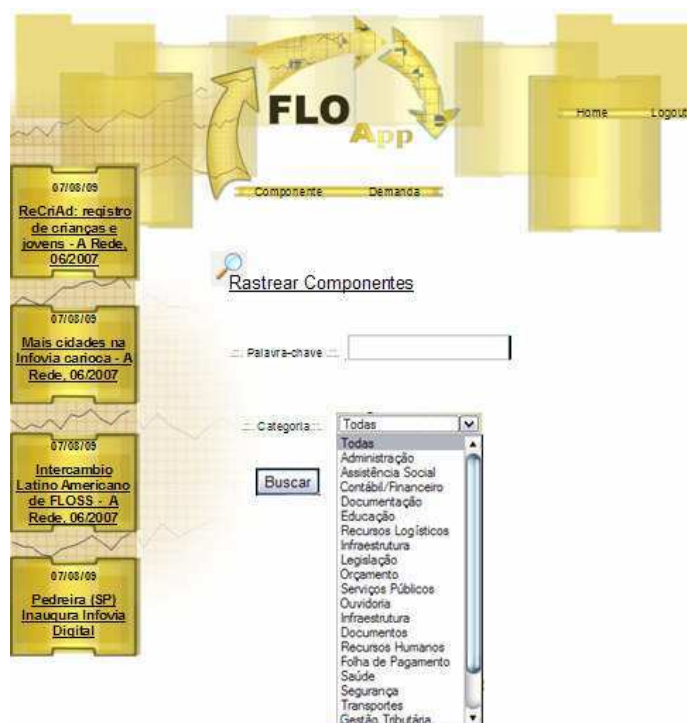 FLO
App
Home Logout
Componente Demanda
07/08/09
ReCriAd: registro
de crianças e
jovens - A Rede,
06/2007
07/08/09
Mais cidades na
Infovia carioca - A
Rede, 06/2007
07/08/09
Intercambio
Latino Americano
de FLOSS - A
Rede, 06/2007
07/08/09
Pedreira (SP)
Inaugura Infovia
Digital
Rastrear Componentes
.::. Palavra-chave .::.
.::. Categoria .::.
Todas
Buscar
Todas
Administração
Assistência Social
Contábil/Financeiro
Documentação
Educação
Recursos Logísticos
Infraestrutura
Legislação
Orçamento
Serviços Públicos
Ouvidoria
Infraestrutura
Documentos
Recursos Humanos
Folha de Pagamento
Saúde
Segurança
Transportes
Gestão Tributária